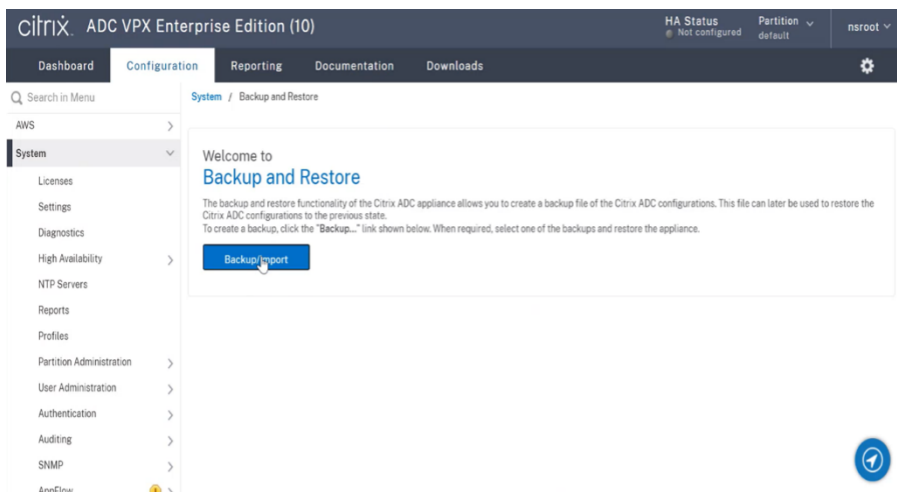 citrix. ADC VPX Enterprise Edition (10)
HA Status
Not configured
Partition
default
nsroot
Dashboard
Configuration
Reporting
Documentation
Downloads
Search in Menu
System / Backup and Restore
AWS
System
Licenses
Settings
Diagnostics
High Availability
NTP Servers
Reports
Profiles
Partition Administration
User Administration
Authentication
Auditing
SNMP
AppFlow
Welcome to
Backup and Restore
The backup and restore functionality of the Citrix ADC appliance allows you to create a backup file of the Citrix ADC configurations. This file can later be used to restore the
Citrix ADC configurations to the previous state.
To create a backup, click the "Backup..." link shown below. When required, select one of the backups and restore the appliance.
Backup/Import